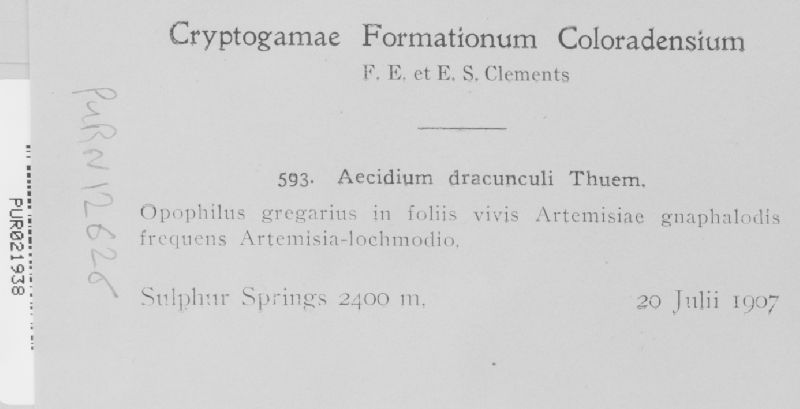 Cryptogamae Formationum Coloradensium
F. E. et E. S. Clements
593. Aecidium dracunculi Thuem.
Opophilus gregarius in foliis vivis Artemisiae gnaphalodis
frequens Artemisia-lochmodio.
Sulphur Springs 2400 m.
20 Julii 1907
PUR N12626
PUR021938